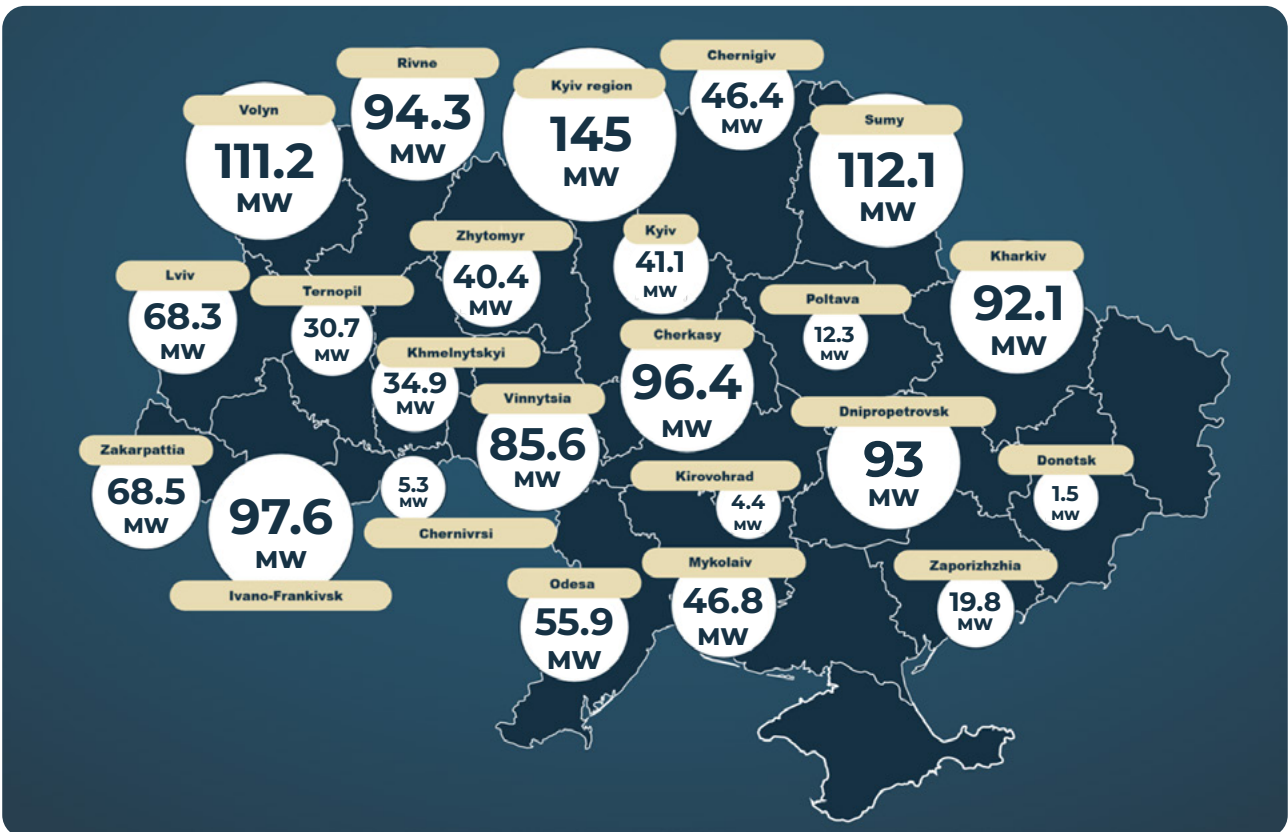 Rivne
94.3
MW
Chernigiv
46.4
MW
Kyiv region
145
MW
Volyn
111.2
MW
Sumy
112.1
MW
Zhytomyr
40.4
MW
Kyiv
41.1
MW
Kharkiv
92.1
MW
Lviv
68.3
MW
Ternopil
30.7
MW
Poltava
12.3
MW
Khmelnytskyi
34.9
MW
Cherkasy
96.4
MW
Vinnytsia
85.6
MW
Dnipropetrovsk
93
MW
Zakarpattia
68.5
MW
97.6
MW
Ivano-Frankivsk
5.3
MW
Chernivrsi
Kirovohrad
4.4
MW
Donetsk
1.5
MW
Odesa
55.9
MW
Mykolaiv
46.8
MW
Zaporizhzhia
19.8
MW